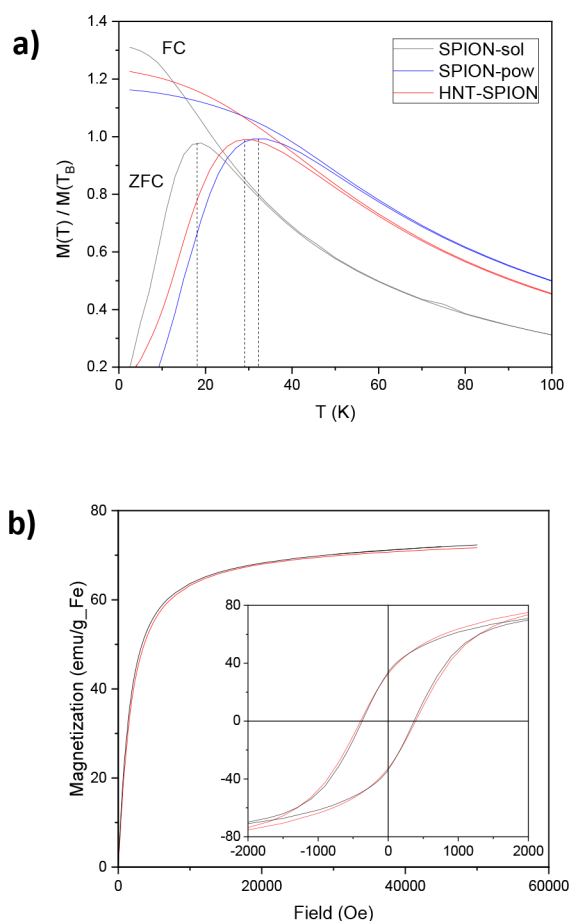 a)
FC
ZFC
SPION-sol
SPION-pow
HNT-SPION
M(T) / M(T_B)
1.4
1.2
1.0
0.8
0.6
0.4
0.2
0 20 40 60 80 100
T (K)
b)
Magnetization (emu/g_Fe)
80
60
40
20
0
80
40
0
-40
-80
-2000 -1000 0 1000 2000
0 20000 40000 60000
Field (Oe)